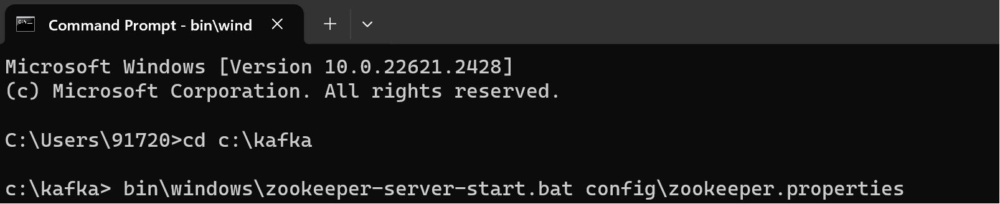 Command Prompt - bin\wind
Microsoft Windows [Version 10.0.22621.2428]
(c) Microsoft Corporation. All rights reserved.
C:\Users\91720>cd c:\kafka
c:\kafka> bin\windows\zookeeper-server-start.bat config\zookeeper.properties